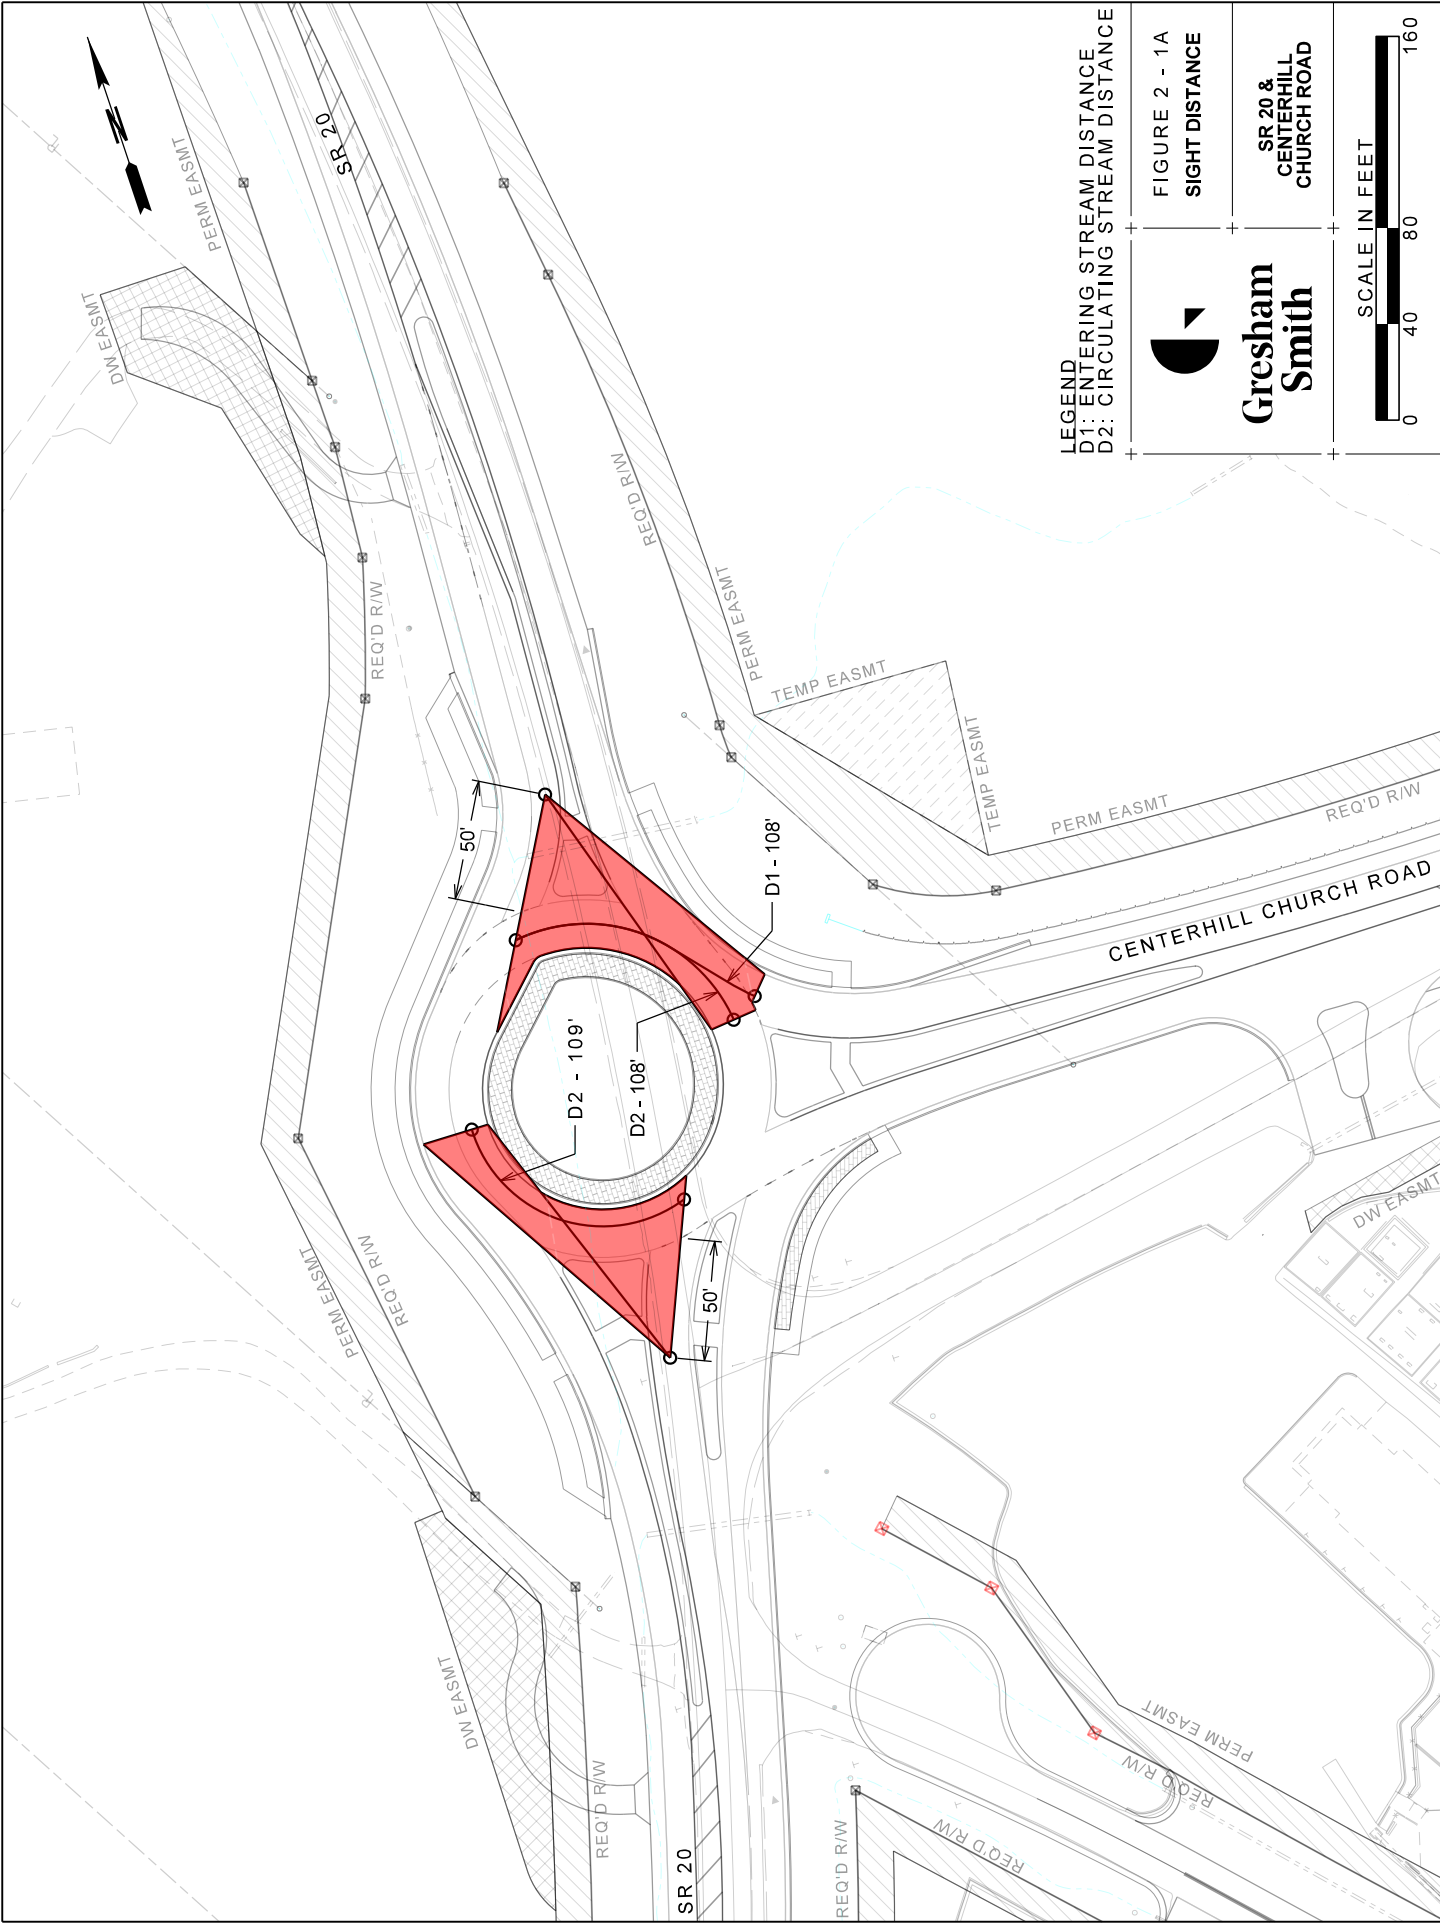 N
SR 20
PERM EASMT
DW EASMT
REQ'D R/W
REQ'D R/W
PERM EASMT
TEMP EASMT
TEMP EASMT
PERM EASMT
REQ'D R/W
CENTERHILL CHURCH ROAD
50'
D1 - 108'
D2 - 109'
D2 - 108'
50'
PERM EASMT
REQ'D R/W
DW EASMT
DW EASMT
REQ'D R/W
SR 20
REQ'D R/W
REQ'D R/W
REQ'D R/W
PERM EASMT
LEGEND
D1: ENTERING STREAM DISTANCE
D2: CIRCULATING STREAM DISTANCE
Gresham
Smith
FIGURE 2 - 1A
SIGHT DISTANCE
SR 20 &
CENTERHILL
CHURCH ROAD
SCALE IN FEET
0 40 80 160